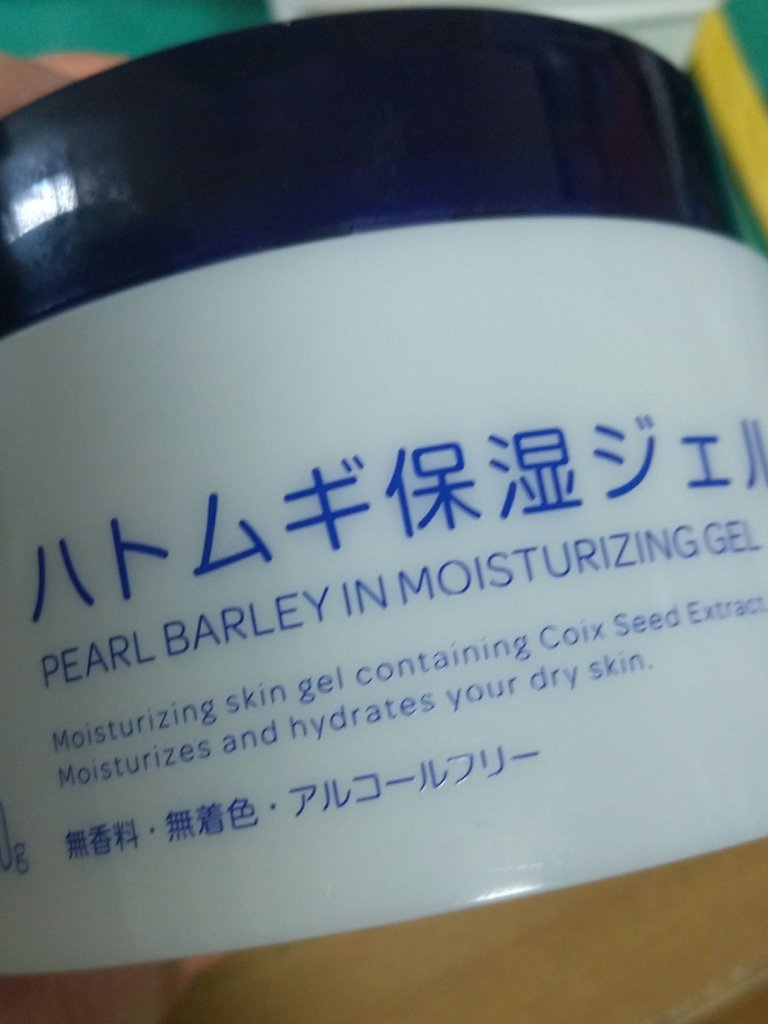 ハトムギ保湿ジェル
PEARL BARLEY IN MOISTURIZING GEL
Moisturizing skin gel containing Coix Seed Extract.
Moisturizes and hydrates your dry skin.
無香料・無着色・アルコールフリー